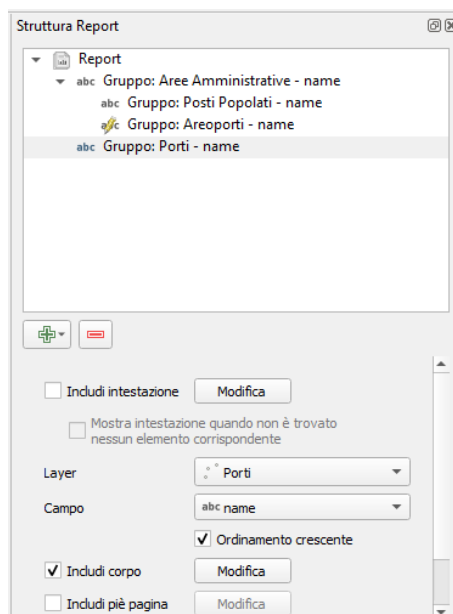 Struttura Report
Report
abc Gruppo: Aree Amministrative - name
abc Gruppo: Posti Popolati - name
Gruppo: Areoporti - name
abc Gruppo: Porti - name
Includi intestazione Modifica
Mostra intestazione quando non è trovato
nessun elemento corrispondente
Layer Porti
Campo abc name
Ordinamento crescente
Includi corpo Modifica
Includi piè pagina Modifica